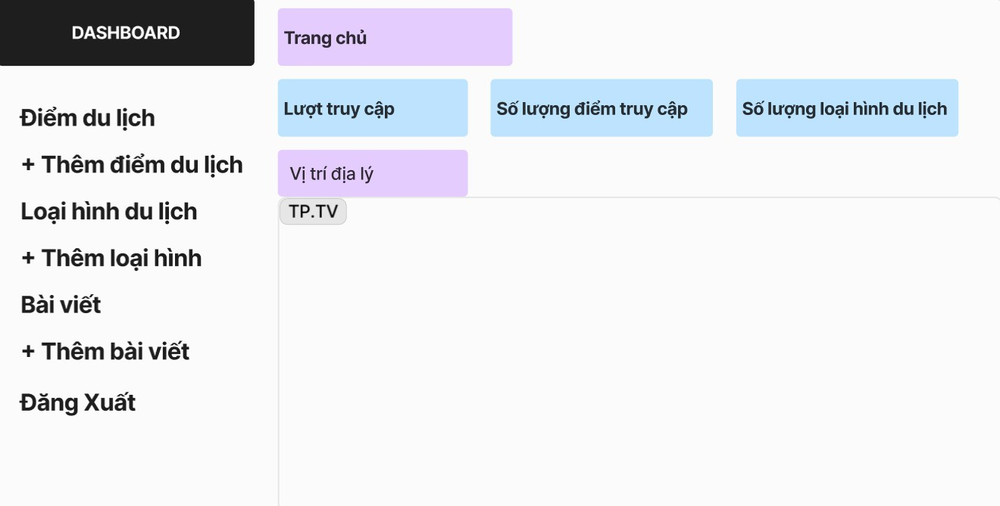 DASHBOARD
Điểm du lịch
+ Thêm điểm du lịch
Loại hình du lịch
+ Thêm loại hình
Bài viết
+ Thêm bài viết
Đăng Xuất
Trang chủ
Lượt truy cập
Số lượng điểm truy cập
Số lượng loại hình du lịch
Vị trí địa lý
TP.TV